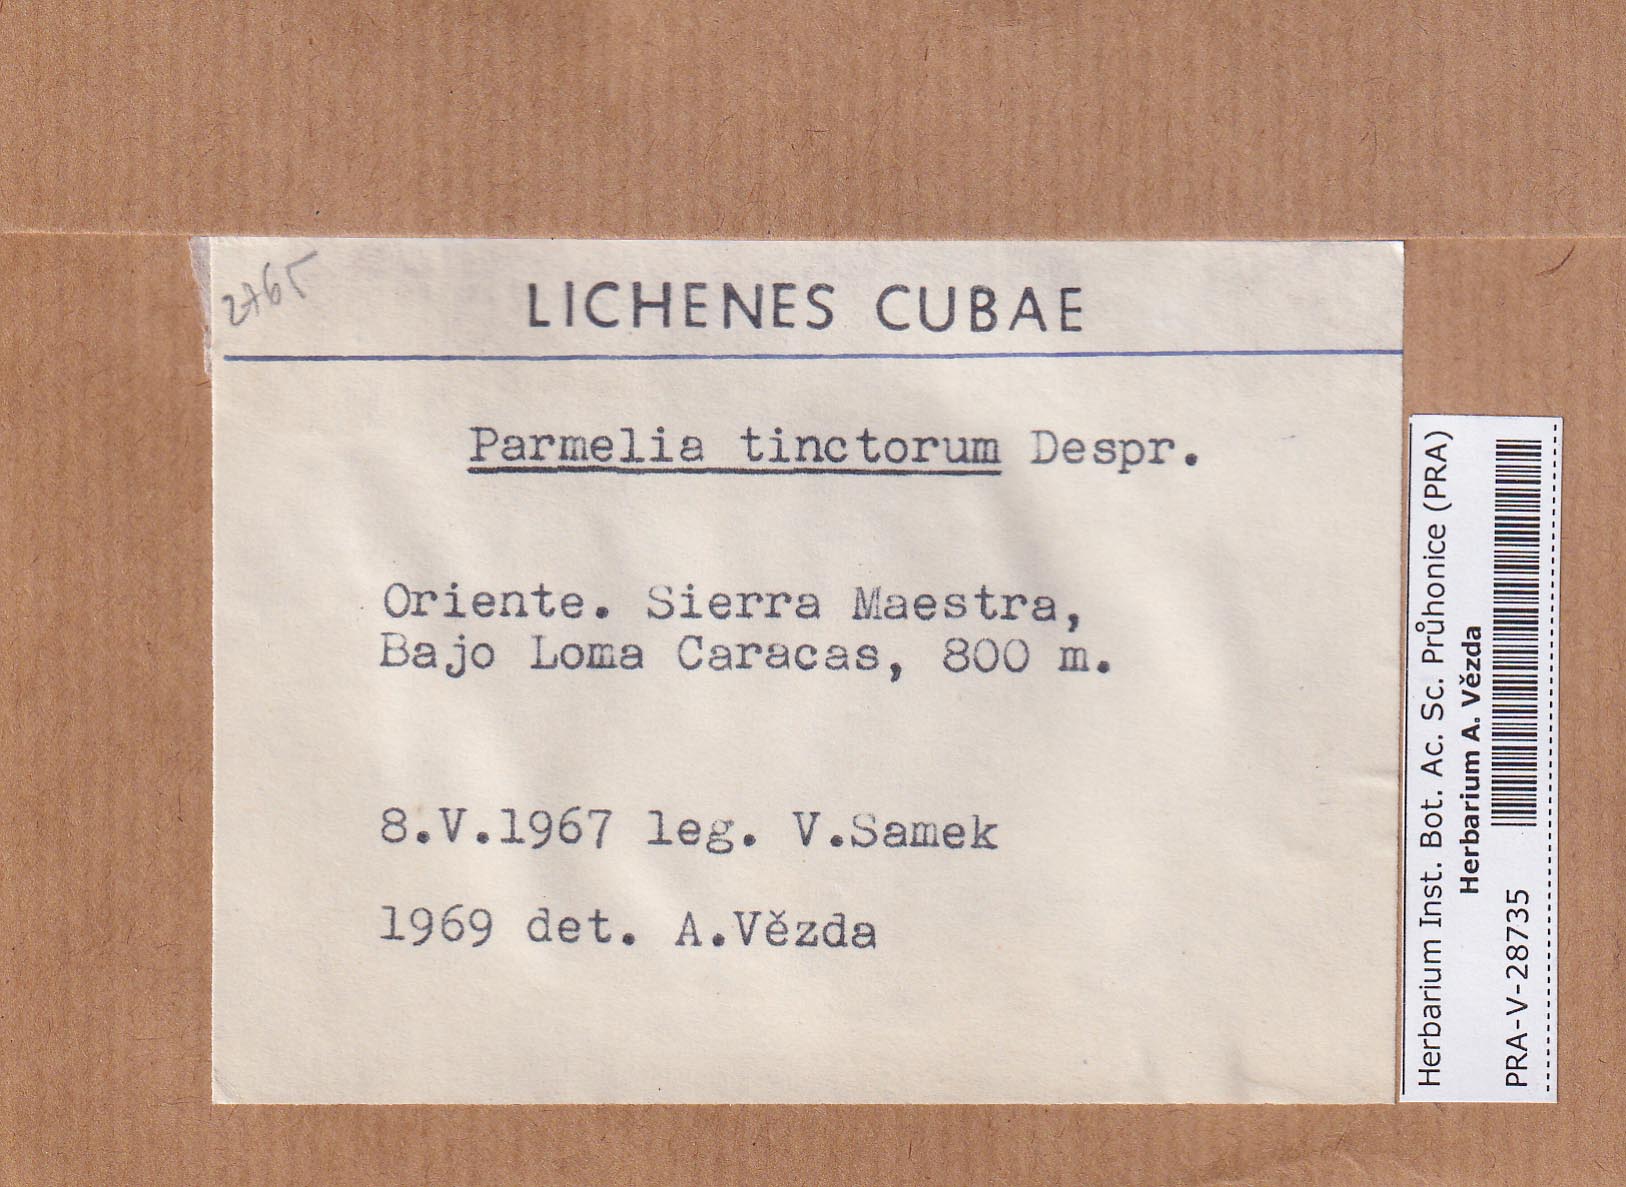 2765
LICHENES CUBAE
Parmelia tinctorum Despr.
Oriente. Sierra Maestra,
Bajo Loma Caracas, 800 m.
8.V.1967 leg. V.Samek
1969 det. A.Vězda
Herbarium Inst. Bot. Ac. Sc. Průhonice (PRA)
Herbarium A. Vězda
PRA-V-28735